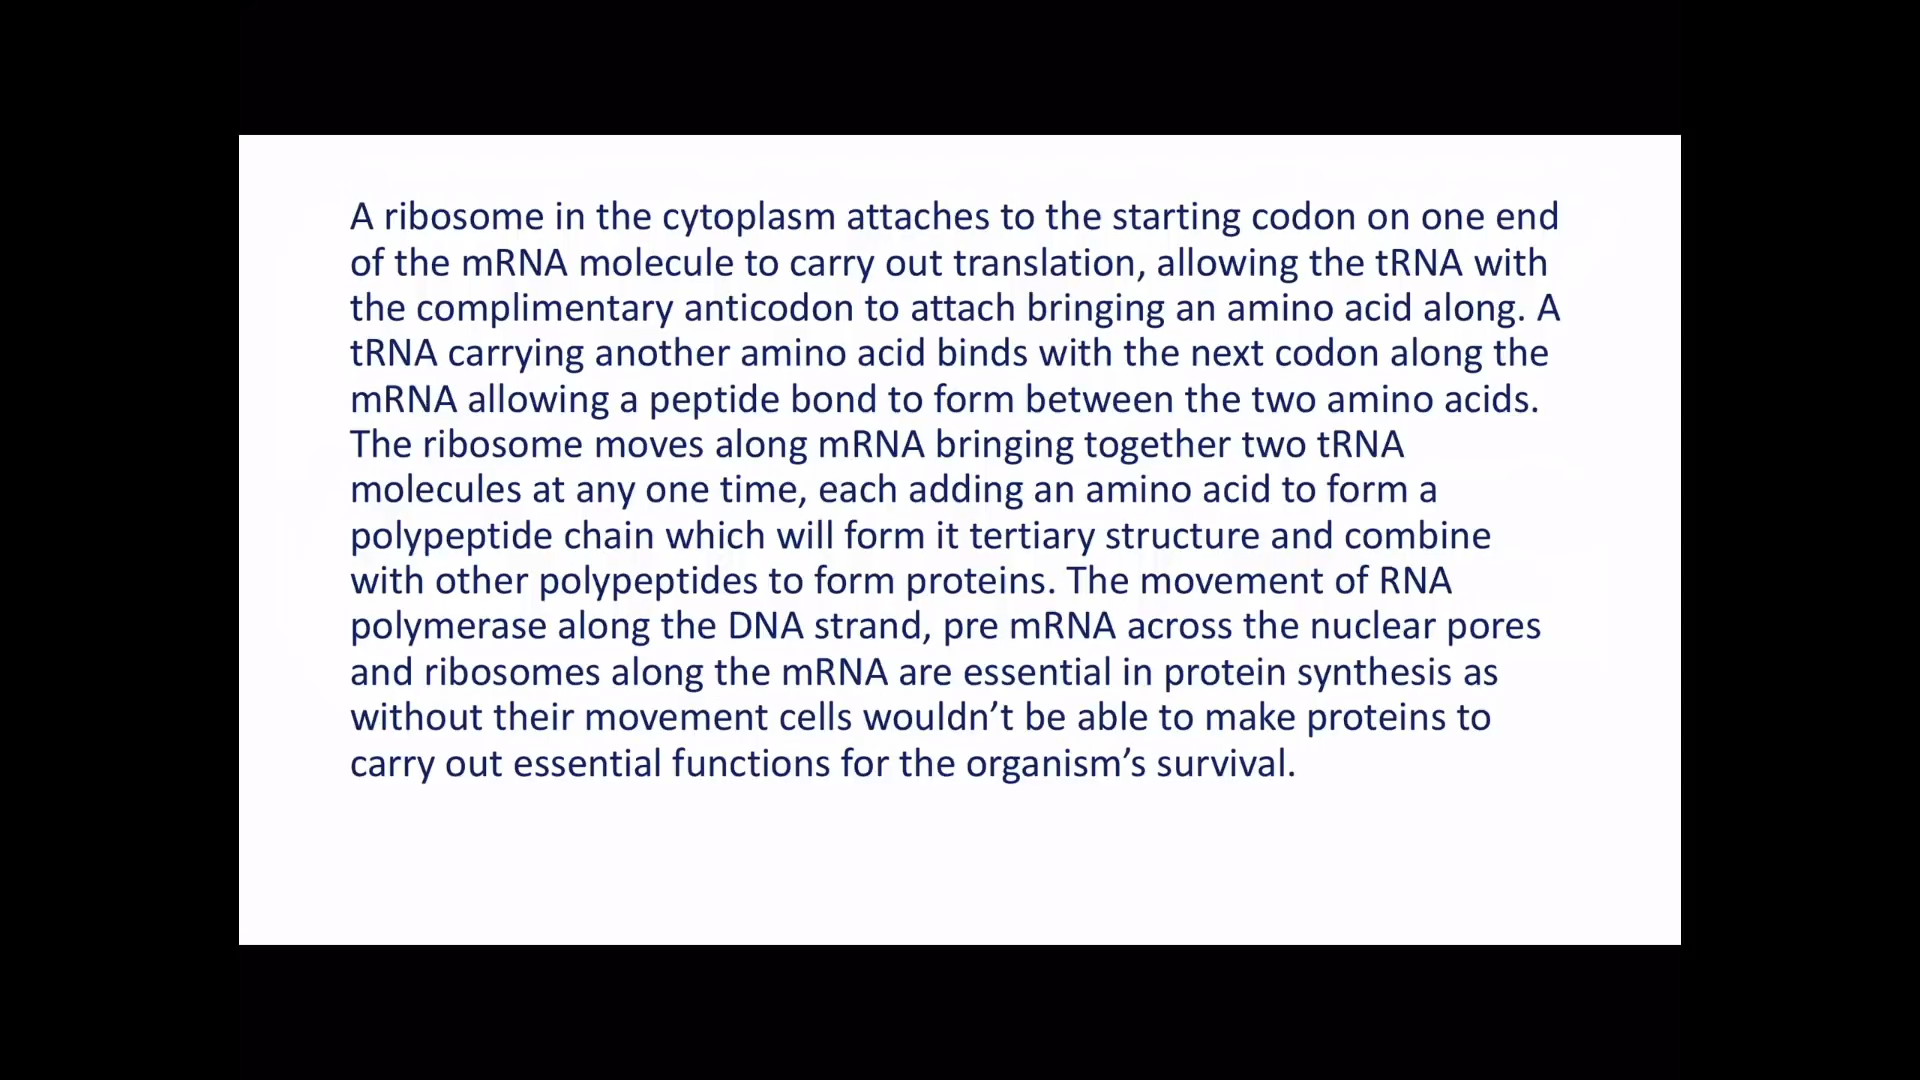 A ribosome in the cytoplasm attaches to the starting codon on one end
of the mRNA molecule to carry out translation, allowing the tRNA with
the complimentary anticodon to attach bringing an amino acid along. A
tRNA carrying another amino acid binds with the next codon along the
mRNA allowing a peptide bond to form between the two amino acids.
The ribosome moves along mRNA bringing together two tRNA
molecules at any one time, each adding an amino acid to form a
polypeptide chain which will form it tertiary structure and combine
with other polypeptides to form proteins. The movement of RNA
polymerase along the DNA strand, pre mRNA across the nuclear pores
and ribosomes along the mRNA are essential in protein synthesis as
without their movement cells wouldn’t be able to make proteins to
carry out essential functions for the organism’s survival.